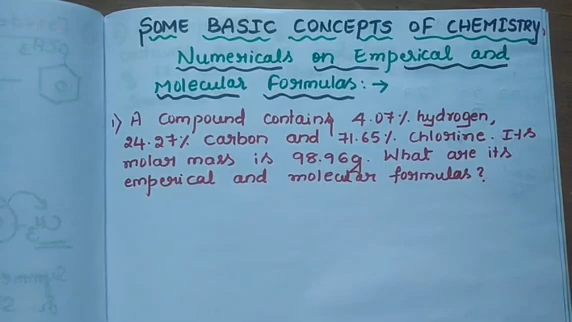 SOME BASIC CONCEPTS OF CHEMISTRY.
Numericals on Emperical and
Molecular Formulas:→
1) A compound contains 4.07% hydrogen,
24.27% carbon and 71.65% chlorine. Its
molar mass is 98.96g. What are its
emperical and molecular formulas?